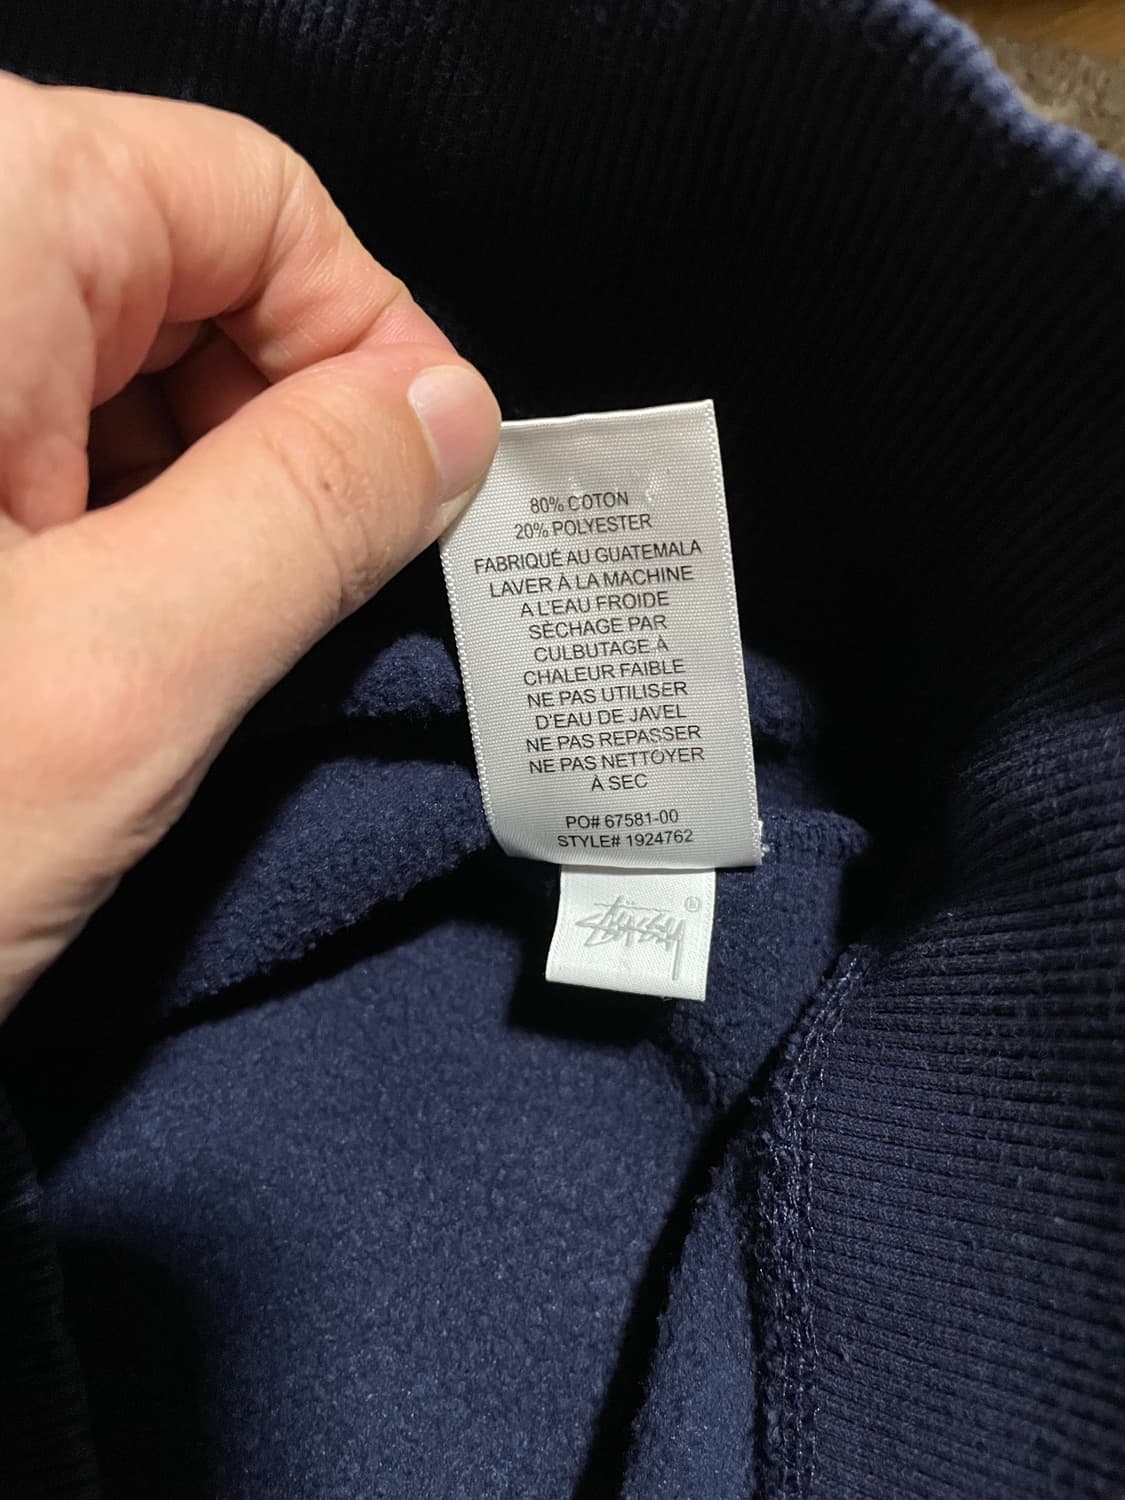 80% COTON
20% POLYESTER
FABRIQUÉ AU GUATEMALA
LAVER À LA MACHINE
A L'EAU FROIDE
SÈCHAGE PAR
CULBUTAGE À
CHALEUR FAIBLE
NE PAS UTILISER
D'EAU DE JAVEL
NE PAS REPASSER
NE PAS NETTOYER
À SEC
PO# 67581-00
STYLE# 1924762
STÜSSY ®